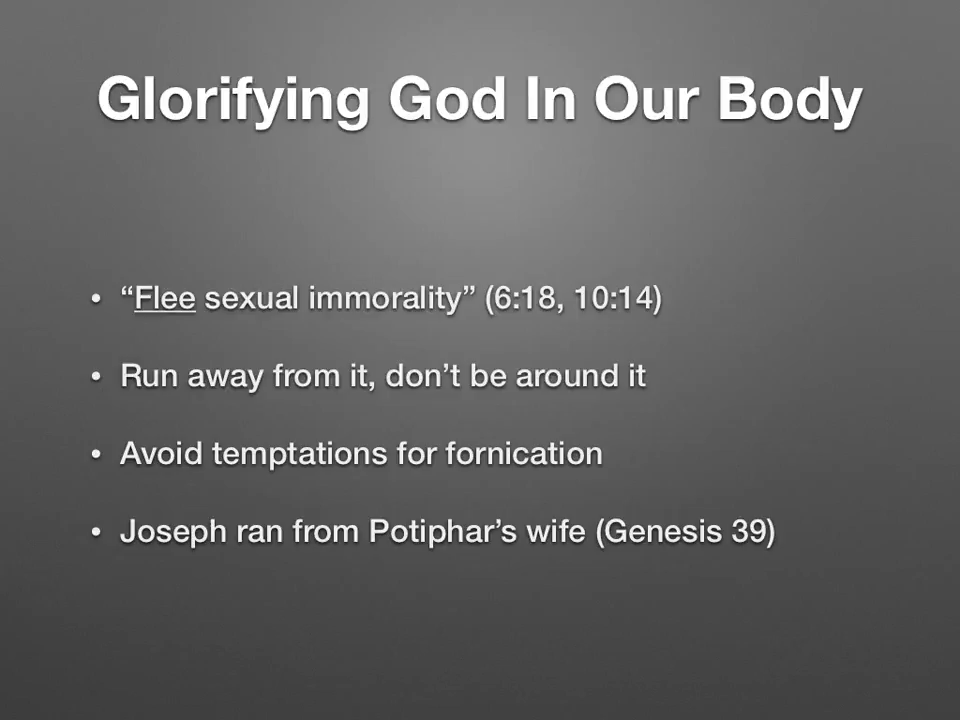 Glorifying God In Our Body
• “Flee sexual immorality” (6:18, 10:14)
• Run away from it, don’t be around it
• Avoid temptations for fornication
• Joseph ran from Potiphar’s wife (Genesis 39)